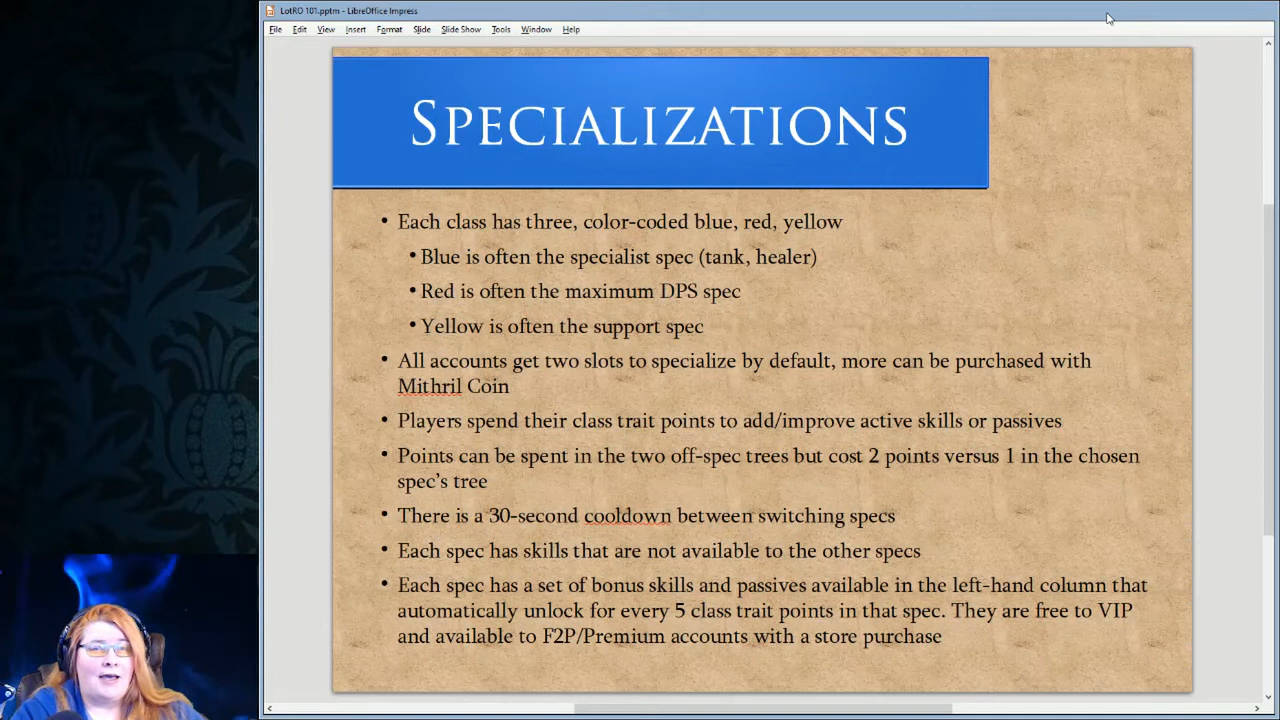 LotRO 101.pptm - LibreOffice Impress
File Edit View Insert Format Slide Slide Show Tools Window Help
Specializations
• Each class has three, color-coded blue, red, yellow
• Blue is often the specialist spec (tank, healer)
• Red is often the maximum DPS spec
• Yellow is often the support spec
• All accounts get two slots to specialize by default, more can be purchased with
Mithril Coin
• Players spend their class trait points to add/improve active skills or passives
• Points can be spent in the two off-spec trees but cost 2 points versus 1 in the chosen
spec’s tree
• There is a 30-second cooldown between switching specs
• Each spec has skills that are not available to the other specs
• Each spec has a set of bonus skills and passives available in the left-hand column that
automatically unlock for every 5 class trait points in that spec. They are free to VIP
and available to F2P/Premium accounts with a store purchase